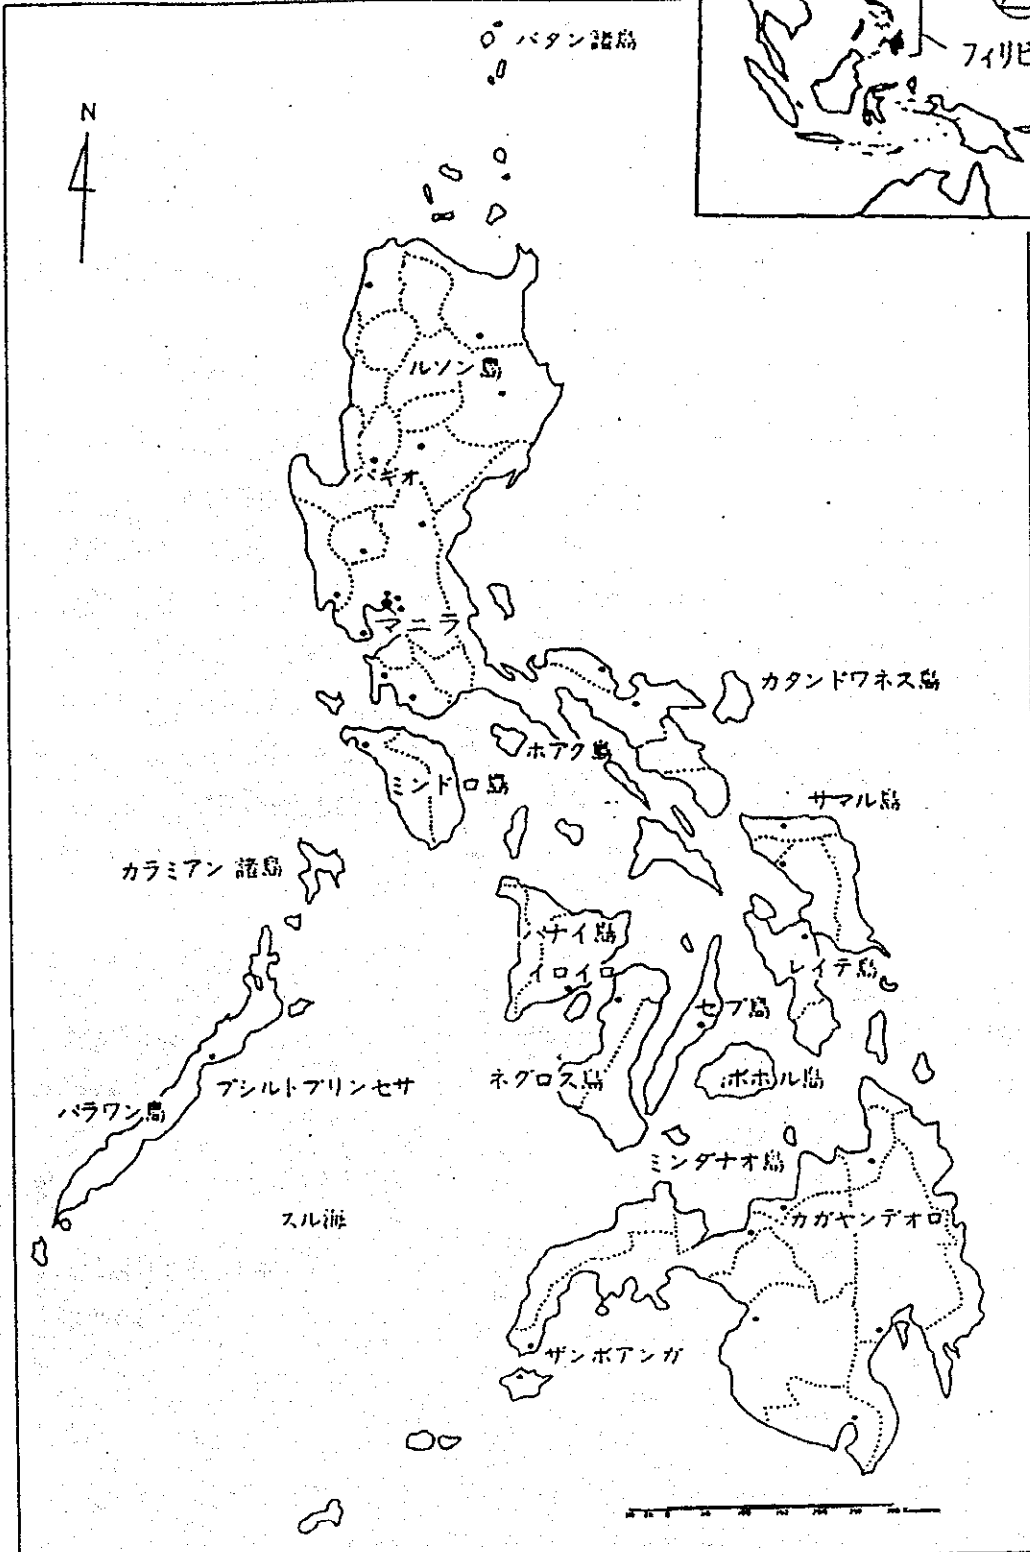 バタン諸島
フィリピ
N
ルソン島
バギオ
マニラ
カタンドワネス島
ホアク島
ミンドロ島
サマル島
カラミアン諸島
パナイ島
イロイロ
レイテ島
セブ島
ネグロス島
ボホル島
プシルトプリンセサ
パラワン島
ミンダナオ島
スル海
カガヤンデオロ
ザンボアンガ